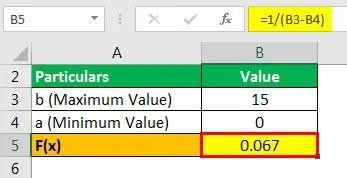 B5 fx =1/(B3-B4)
A B
2 Particulars Value
3 b (Maximum Value) 15
4 a (Minimum Value) 0
5 F(x) 0.067
6